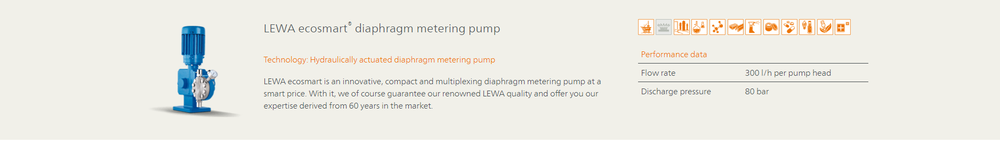 LEWA ecosmart® diaphragm metering pump
Technology: Hydraulically actuated diaphragm metering pump
LEWA ecosmart is an innovative, compact and multiplexing diaphragm metering pump at a
smart price. With it, we of course guarantee our renowned LEWA quality and offer you our
expertise derived from 60 years in the market.
Performance data
Flow rate 300 l/h per pump head
Discharge pressure 80 bar